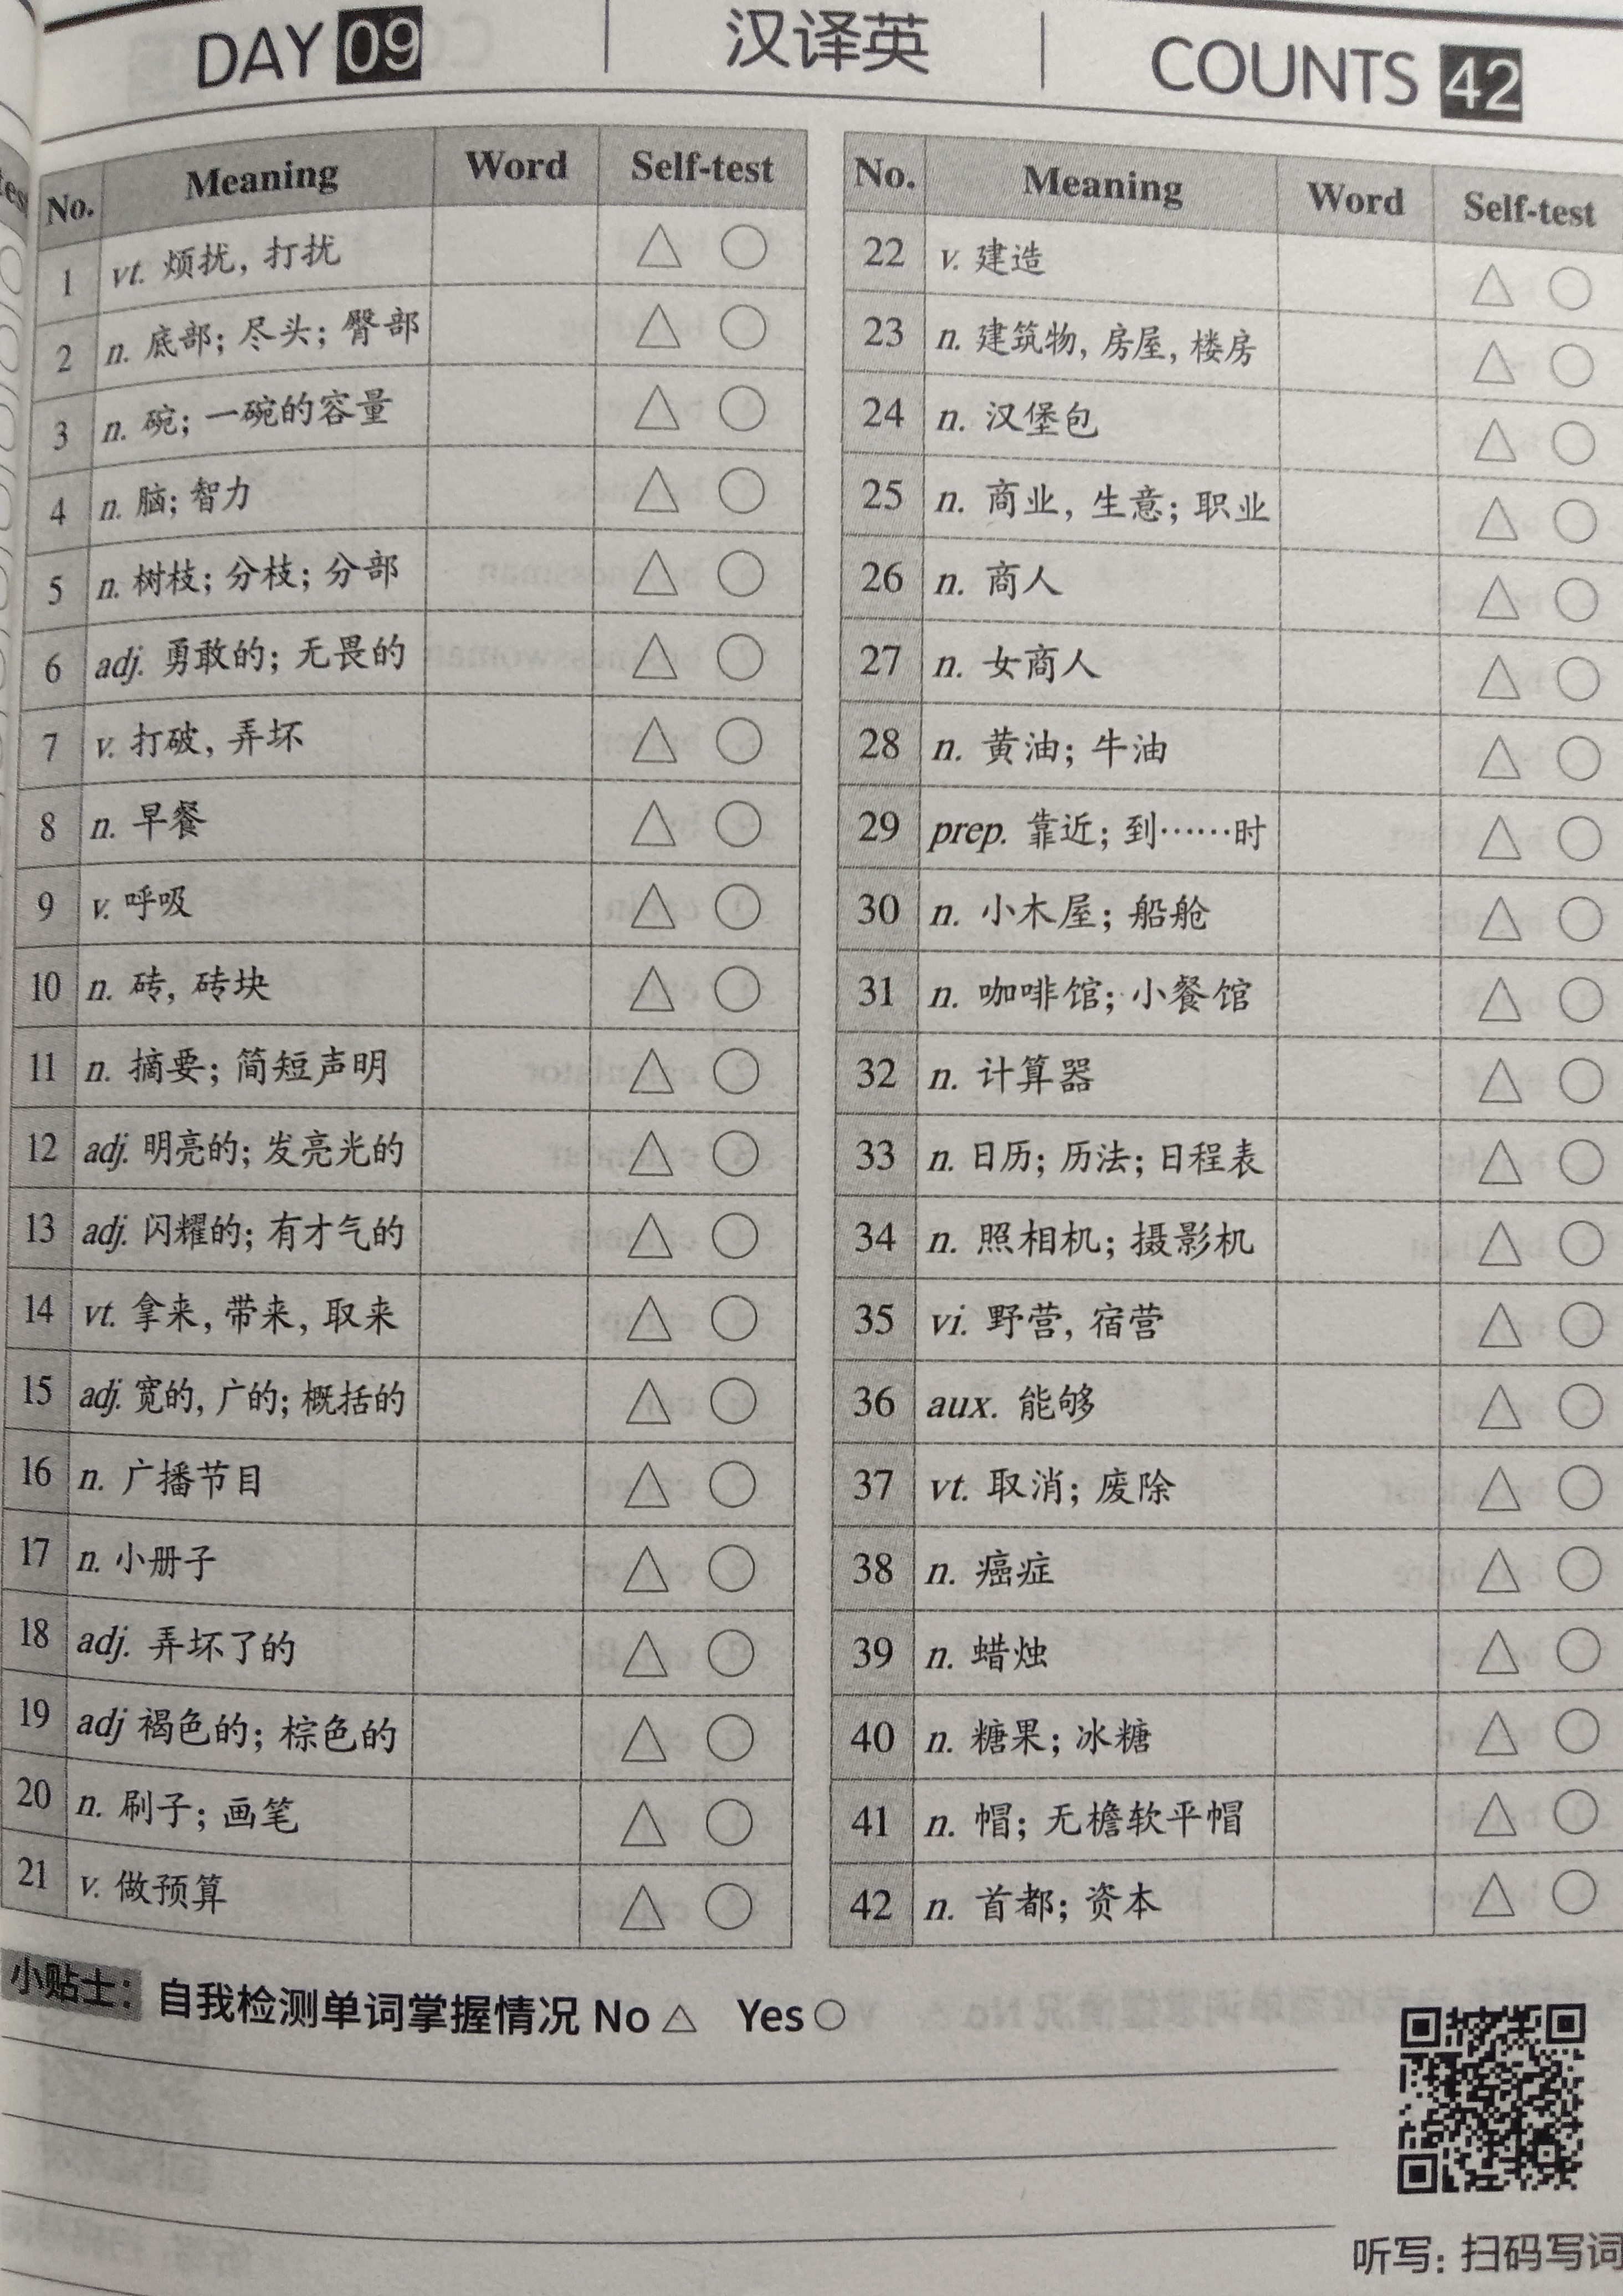 DAY 09
汉译英
COUNTS 42
No. Meaning Word Self-test
1 vt. 烦扰, 打扰
2 n. 底部; 尽头; 臀部
3 n. 碗; 一碗的容量
4 n. 脑; 智力
5 n. 树枝; 分枝; 分部
6 adj. 勇敢的; 无畏的
7 v. 打破, 弄坏
8 n. 早餐
9 v. 呼吸
10 n. 砖, 砖块
11 n. 摘要; 简短声明
12 adj. 明亮的; 发亮光的
13 adj. 闪耀的; 有才气的
14 vt. 拿来, 带来, 取来
15 adj. 宽的, 广的; 概括的
16 n. 广播节目
17 n. 小册子
18 adj. 弄坏了的
19 adj 褐色的; 棕色的
20 n. 刷子; 画笔
21 v. 做预算
No. Meaning Word Self-test
22 v. 建造
23 n. 建筑物, 房屋, 楼房
24 n. 汉堡包
25 n. 商业, 生意; 职业
26 n. 商人
27 n. 女商人
28 n. 黄油; 牛油
29 prep. 靠近; 到……时
30 n. 小木屋; 船舱
31 n. 咖啡馆; 小餐馆
32 n. 计算器
33 n. 日历; 历法; 日程表
34 n. 照相机; 摄影机
35 vi. 野营, 宿营
36 aux. 能够
37 vt. 取消; 废除
38 n. 癌症
39 n. 蜡烛
40 n. 糖果; 冰糖
41 n. 帽; 无檐软平帽
42 n. 首都; 资本
小贴士: 自我检测单词掌握情况 No △ Yes ○
听写: 扫码写词